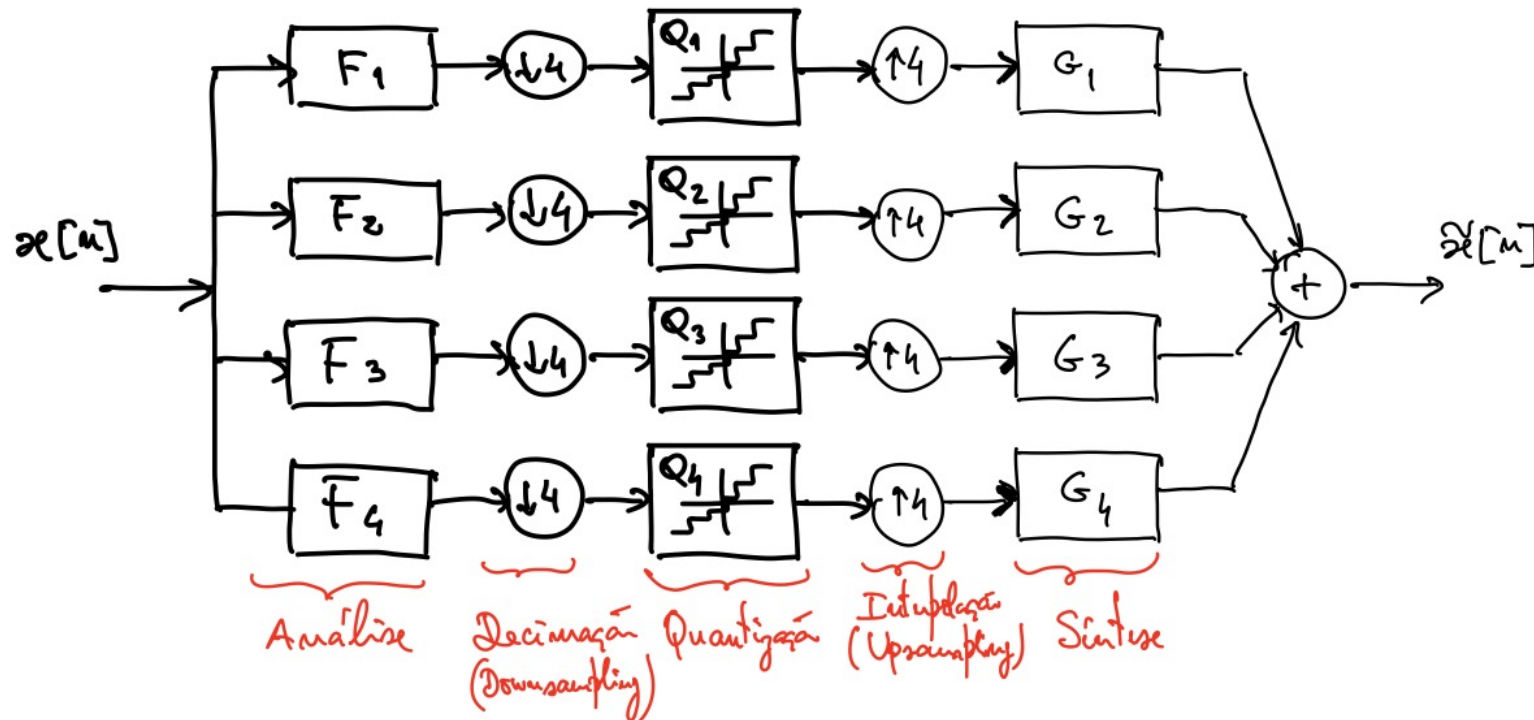 F1 ↓4 Q1 ↑4 G1
F2 ↓4 Q2 ↑4 G2
x[n] x̃[n]
+
F3 ↓4 Q3 ↑4 G3
F4 ↓4 Q4 ↑4 G4
Análise Decimação Quantização Interpolação Síntese
(Downsampling) (Upsampling)